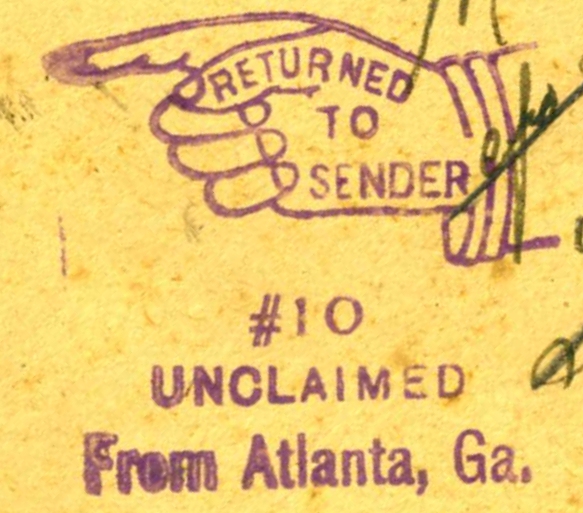 RETURNED
TO
SENDER
#10
UNCLAIMED
From Atlanta, Ga.